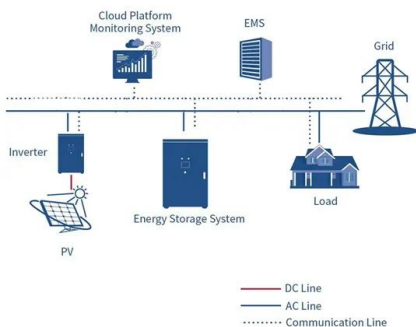 Cloud Platform
Monitoring System
EMS
Grid
Inverter
Energy Storage System
Load
PV
DC Line
AC Line
Communication Line